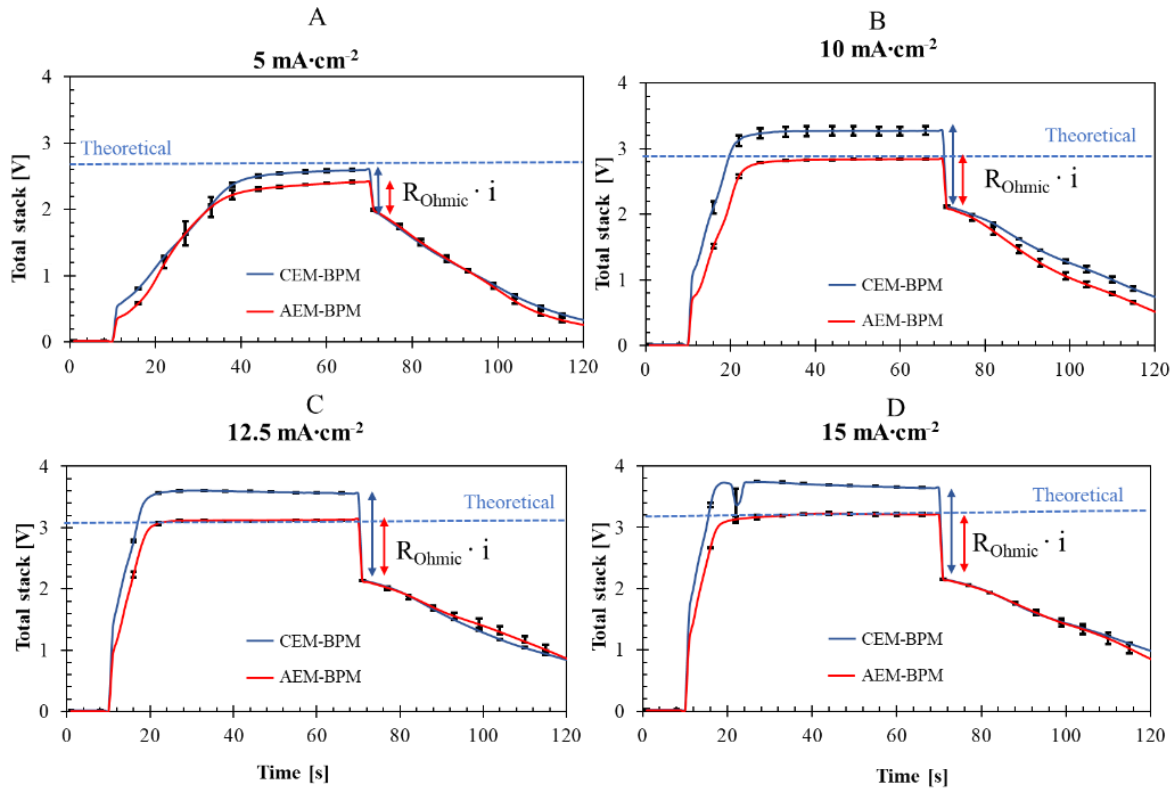 A
5 mA·cm-2
4
3
2
1
0
Total stack [V]
Theoretical
ROhmic · i
CEM-BPM
AEM-BPM
0 20 40 60 80 100 120
B
10 mA·cm-2
4
3
2
1
0
Total stack [V]
Theoretical
ROhmic · i
CEM-BPM
AEM-BPM
0 20 40 60 80 100 120
C
12.5 mA·cm-2
4
3
2
1
0
Total stack [V]
Theoretical
ROhmic · i
CEM-BPM
AEM-BPM
0 20 40 60 80 100 120
Time [s]
D
15 mA·cm-2
4
3
2
1
0
Total stack [V]
Theoretical
ROhmic · i
CEM-BPM
AEM-BPM
0 20 40 60 80 100 120
Time [s]